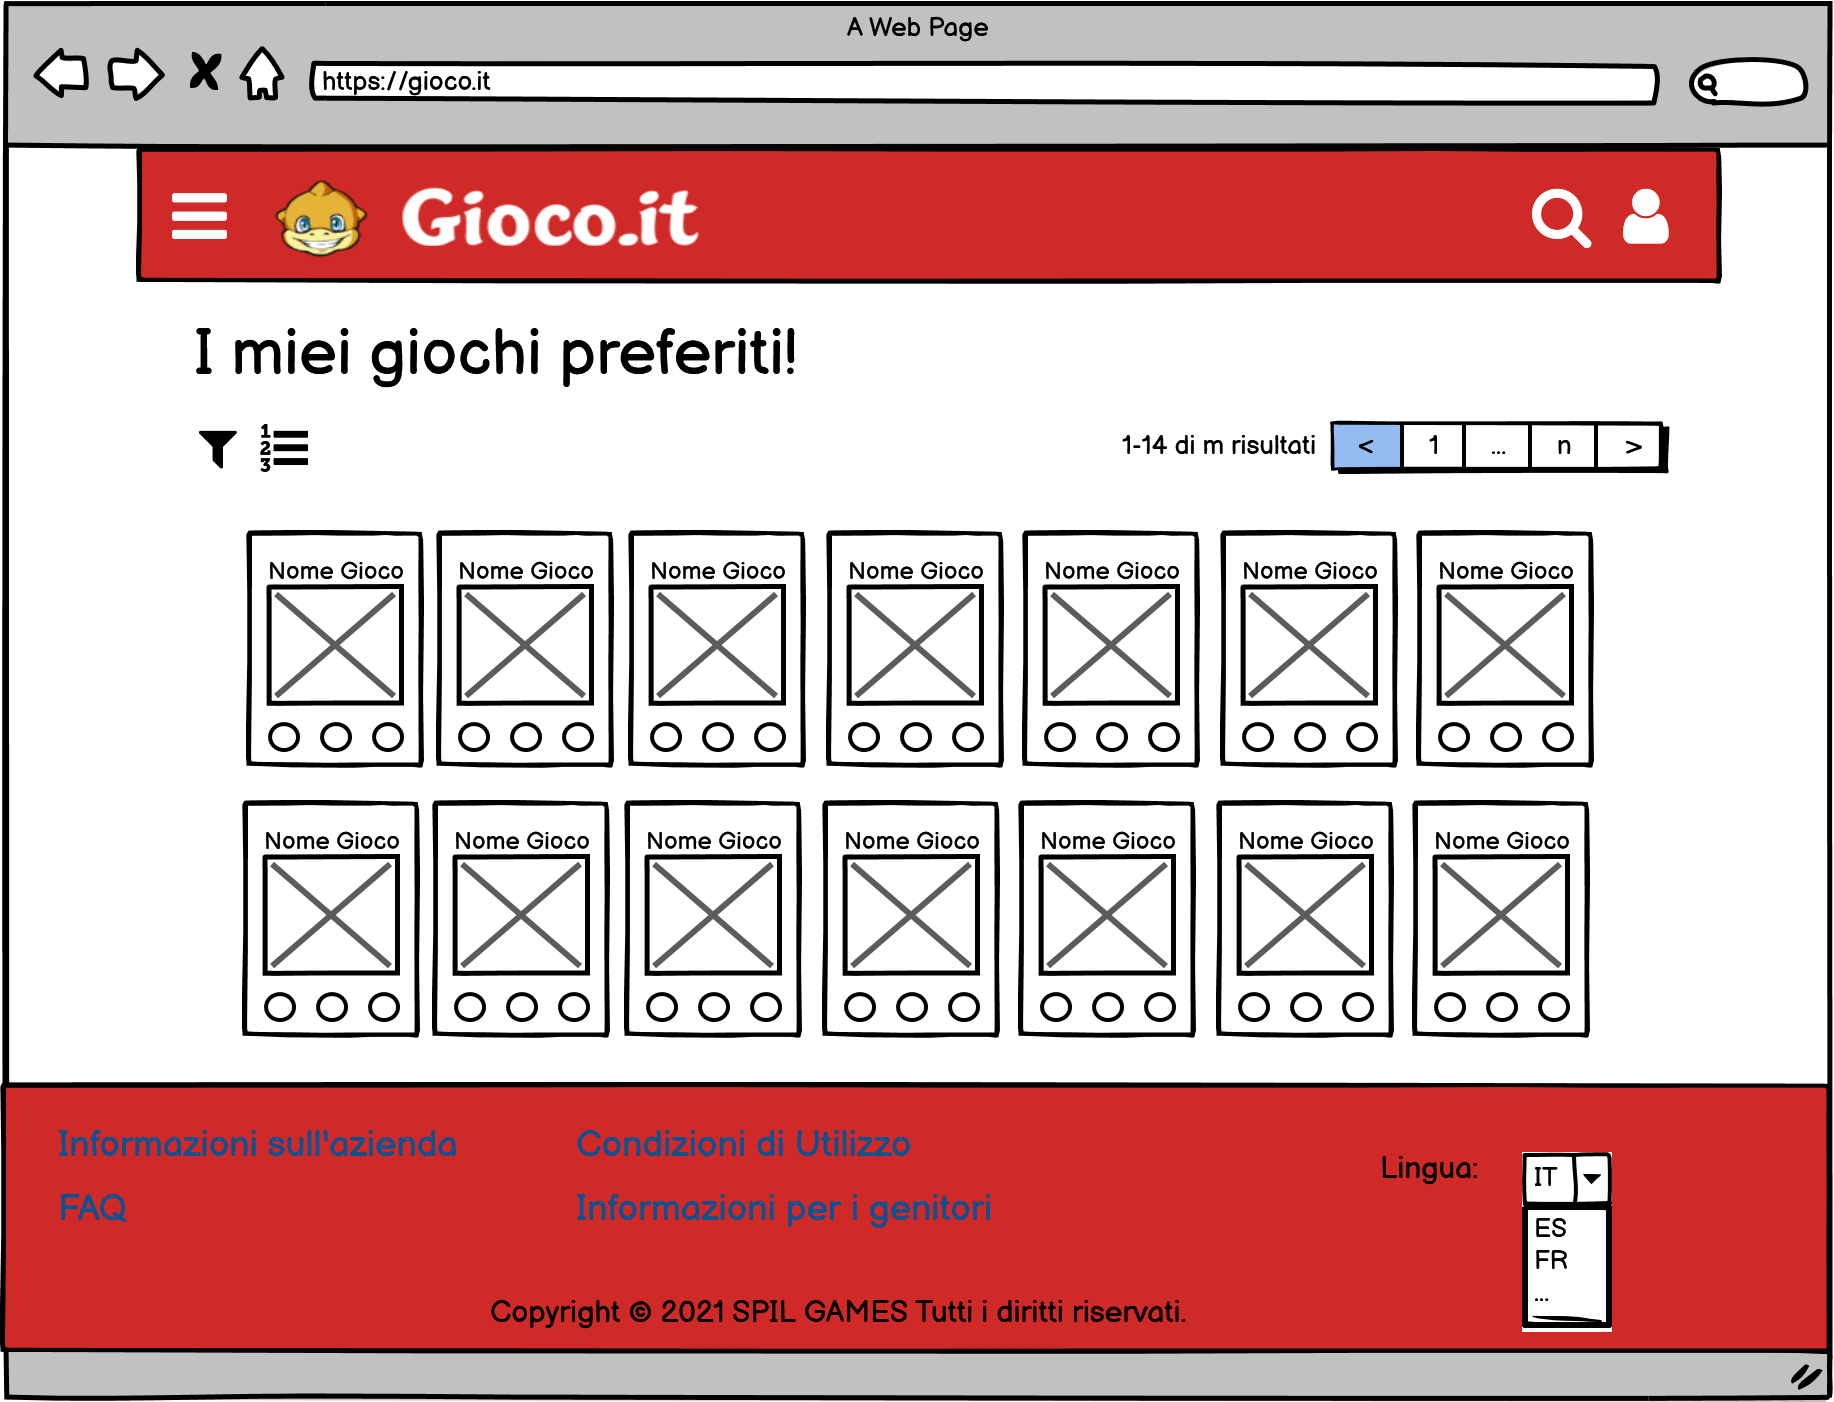 A Web Page
https://gioco.it
Gioco.it
I miei giochi preferiti!
1
2
3
1-14 di m risultati < 1 ... n >
Nome Gioco Nome Gioco Nome Gioco Nome Gioco Nome Gioco Nome Gioco Nome Gioco
Nome Gioco Nome Gioco Nome Gioco Nome Gioco Nome Gioco Nome Gioco Nome Gioco
Informazioni sull'azienda Condizioni di Utilizzo
Lingua: IT
FAQ Informazioni per i genitori
ES
FR
...
Copyright © 2021 SPIL GAMES Tutti i diritti riservati.